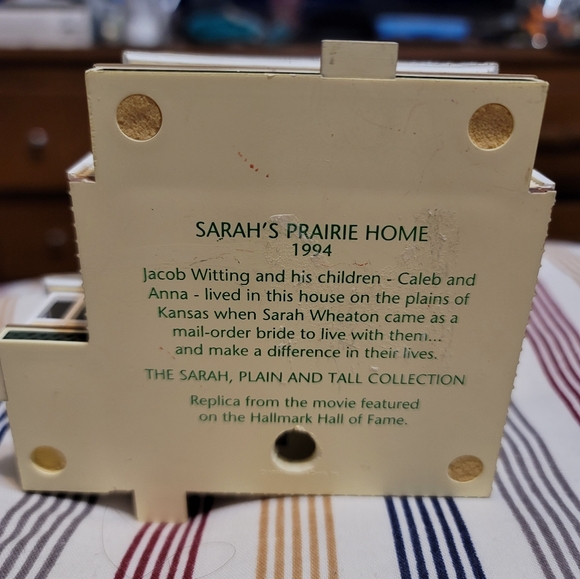 SARAH'S PRAIRIE HOME
1994
Jacob Witting and his children - Caleb and
Anna - lived in this house on the plains of
Kansas when Sarah Wheaton came as a
mail-order bride to live with them...
and make a difference in their lives.
THE SARAH, PLAIN AND TALL COLLECTION
Replica from the movie featured
on the Hallmark Hall of Fame.